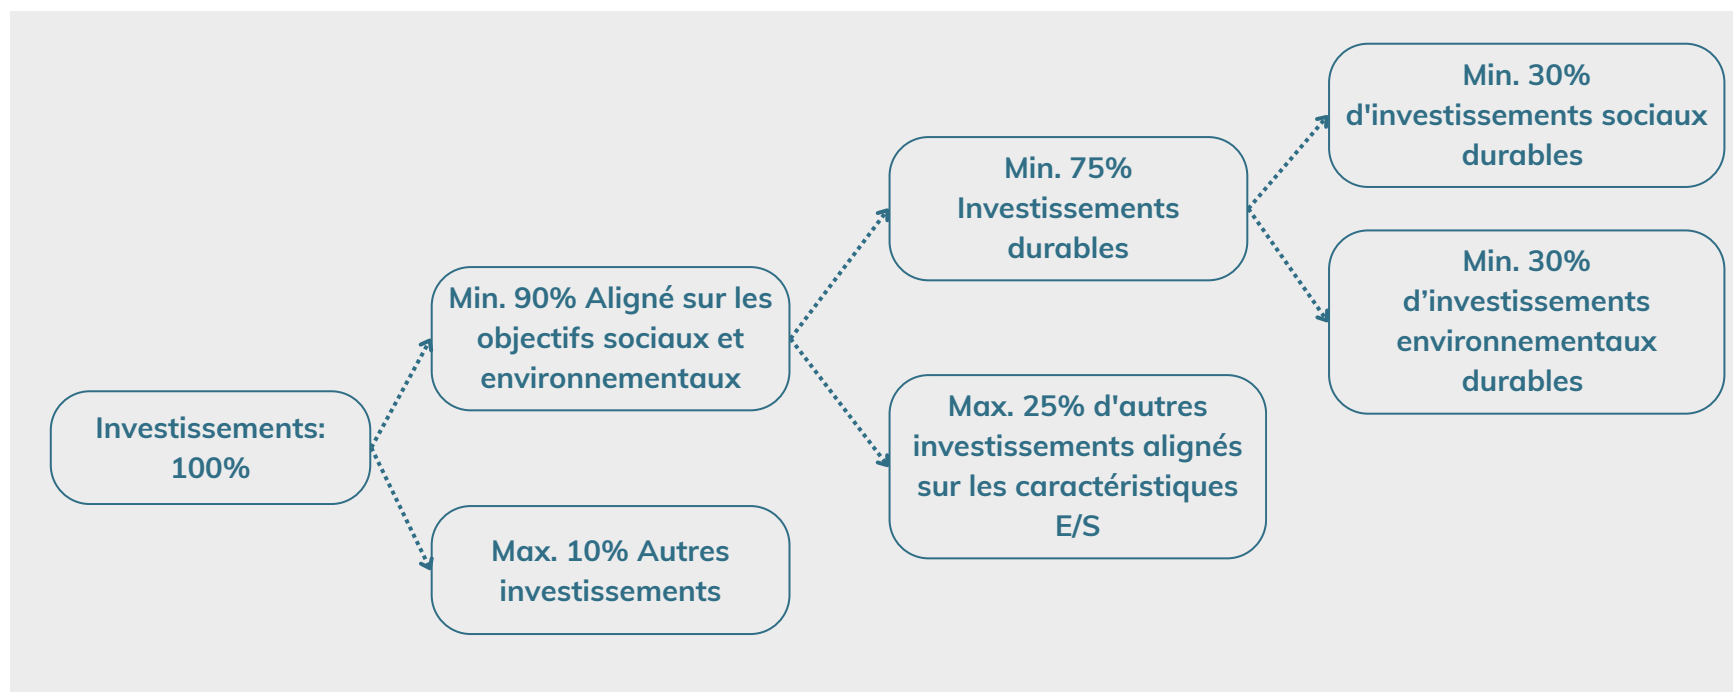 Investissements:
100%
Min. 90% Aligné sur les
objectifs sociaux et
environnementaux
Max. 10% Autres
investissements
Min. 75%
Investissements
durables
Max. 25% d'autres
investissements alignés
sur les caractéristiques
E/S
Min. 30%
d'investissements sociaux
durables
Min. 30%
d’investissements
environnementaux
durables